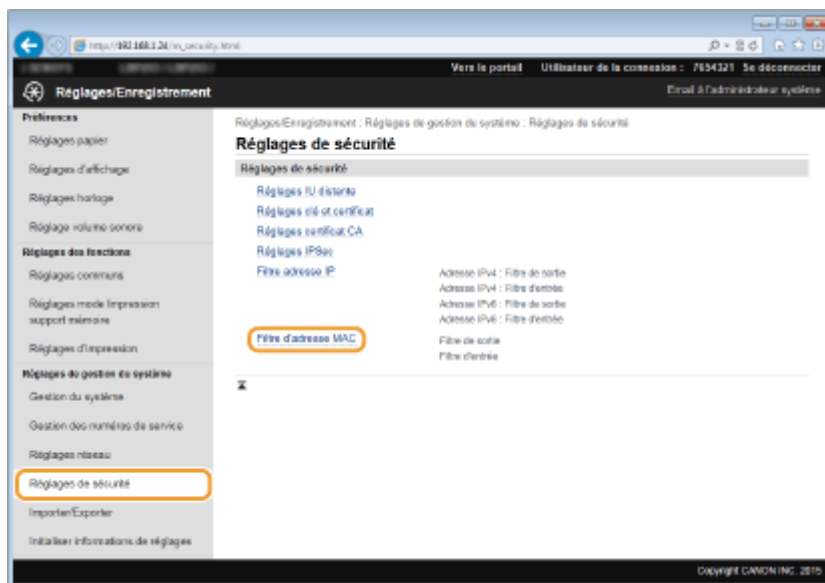 http://192.168.1.24/m_security.html
Vers le portail Utilisateur de la connexion : 7654321 Se déconnecter
Réglages/Enregistrement
Email à l'administrateur système
Préférences
Réglages papier
Réglages d'affichage
Réglages horloge
Réglage volume sonore
Réglages des fonctions
Réglages communs
Réglages mode Impression
support mémoire
Réglages d'impression
Réglages de gestion du système
Gestion du système
Gestion des numéros de service
Réglages réseau
Réglages de sécurité
Importer/Exporter
Initialiser informations de réglages
Réglages/Enregistrement : Réglages de gestion du système : Réglages de sécurité
Réglages de sécurité
Réglages de sécurité
Réglages IU distante
Réglages clé et certificat
Réglages certificat CA
Réglages IPSec
Filtre adresse IP
Adresse IPv4 : Filtre de sortie
Adresse IPv4 : Filtre d'entrée
Adresse IPv6 : Filtre de sortie
Adresse IPv6 : Filtre d'entrée
Filtre d'adresse MAC
Filtre de sortie
Filtre d'entrée
Copyright CANON INC. 2015